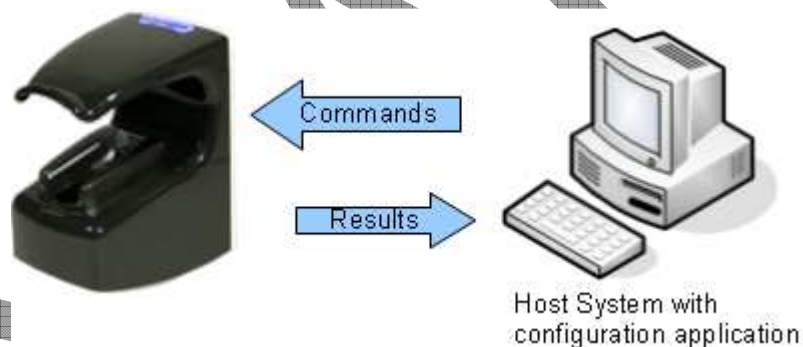 Commands
Results
Host System with
configuration application